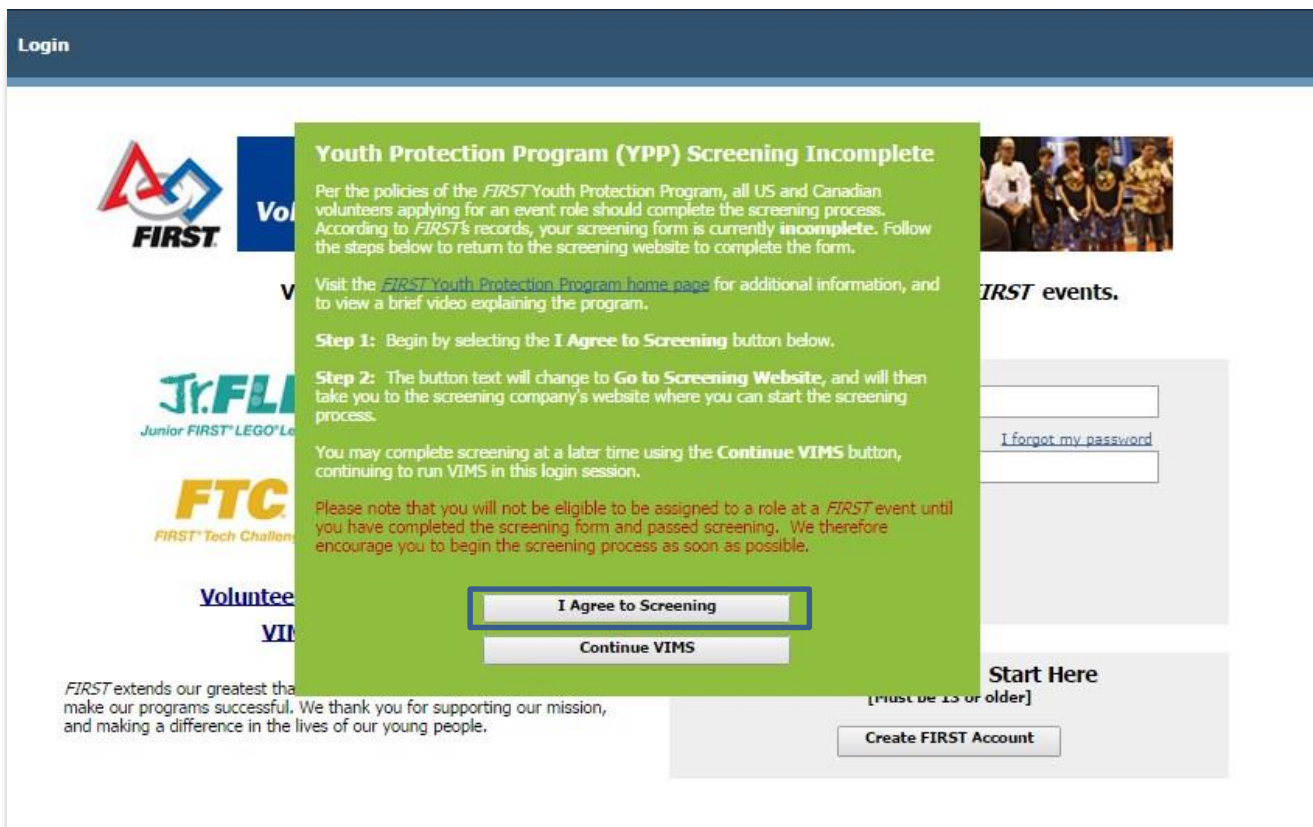 Login
FIRST
Vol
Youth Protection Program (YPP) Screening Incomplete
Per the policies of the FIRST Youth Protection Program, all US and Canadian
volunteers applying for an event role should complete the screening process.
According to FIRST's records, your screening form is currently incomplete. Follow
the steps below to return to the screening website to complete the form.
Visit the FIRST Youth Protection Program home page for additional information, and
to view a brief video explaining the program.
Step 1: Begin by selecting the I Agree to Screening button below.
Step 2: The button text will change to Go to Screening Website, and will then
take you to the screening company's website where you can start the screening
process.
You may complete screening at a later time using the Continue VIMS button,
continuing to run VIMS in this login session.
Please note that you will not be eligible to be assigned to a role at a FIRST event until
you have completed the screening form and passed screening. We therefore
encourage you to begin the screening process as soon as possible.
I Agree to Screening
Continue VIMS
V
FIRST events.
Jr.FLL
Junior FIRST® LEGO® Le
I forgot my password
FTC
FIRST® Tech Challen
Voluntee
VIM
FIRST extends our greatest tha
make our programs successful. We thank you for supporting our mission,
and making a difference in the lives of our young people.
Start Here
[Must be 13 or older]
Create FIRST Account